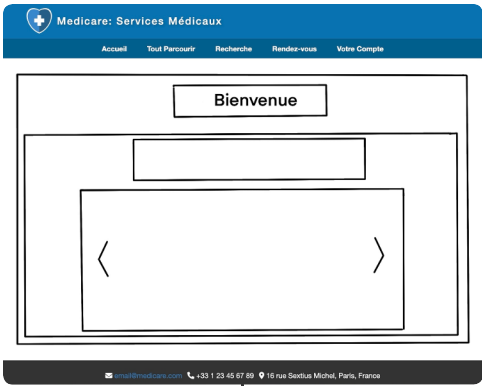 Medicare: Services Médicaux
Accueil Tout Parcourir Recherche Rendez-vous Votre Compte
Bienvenue
email@medicare.com +33 1 23 45 67 89 16 rue Sextius Michel, Paris, France